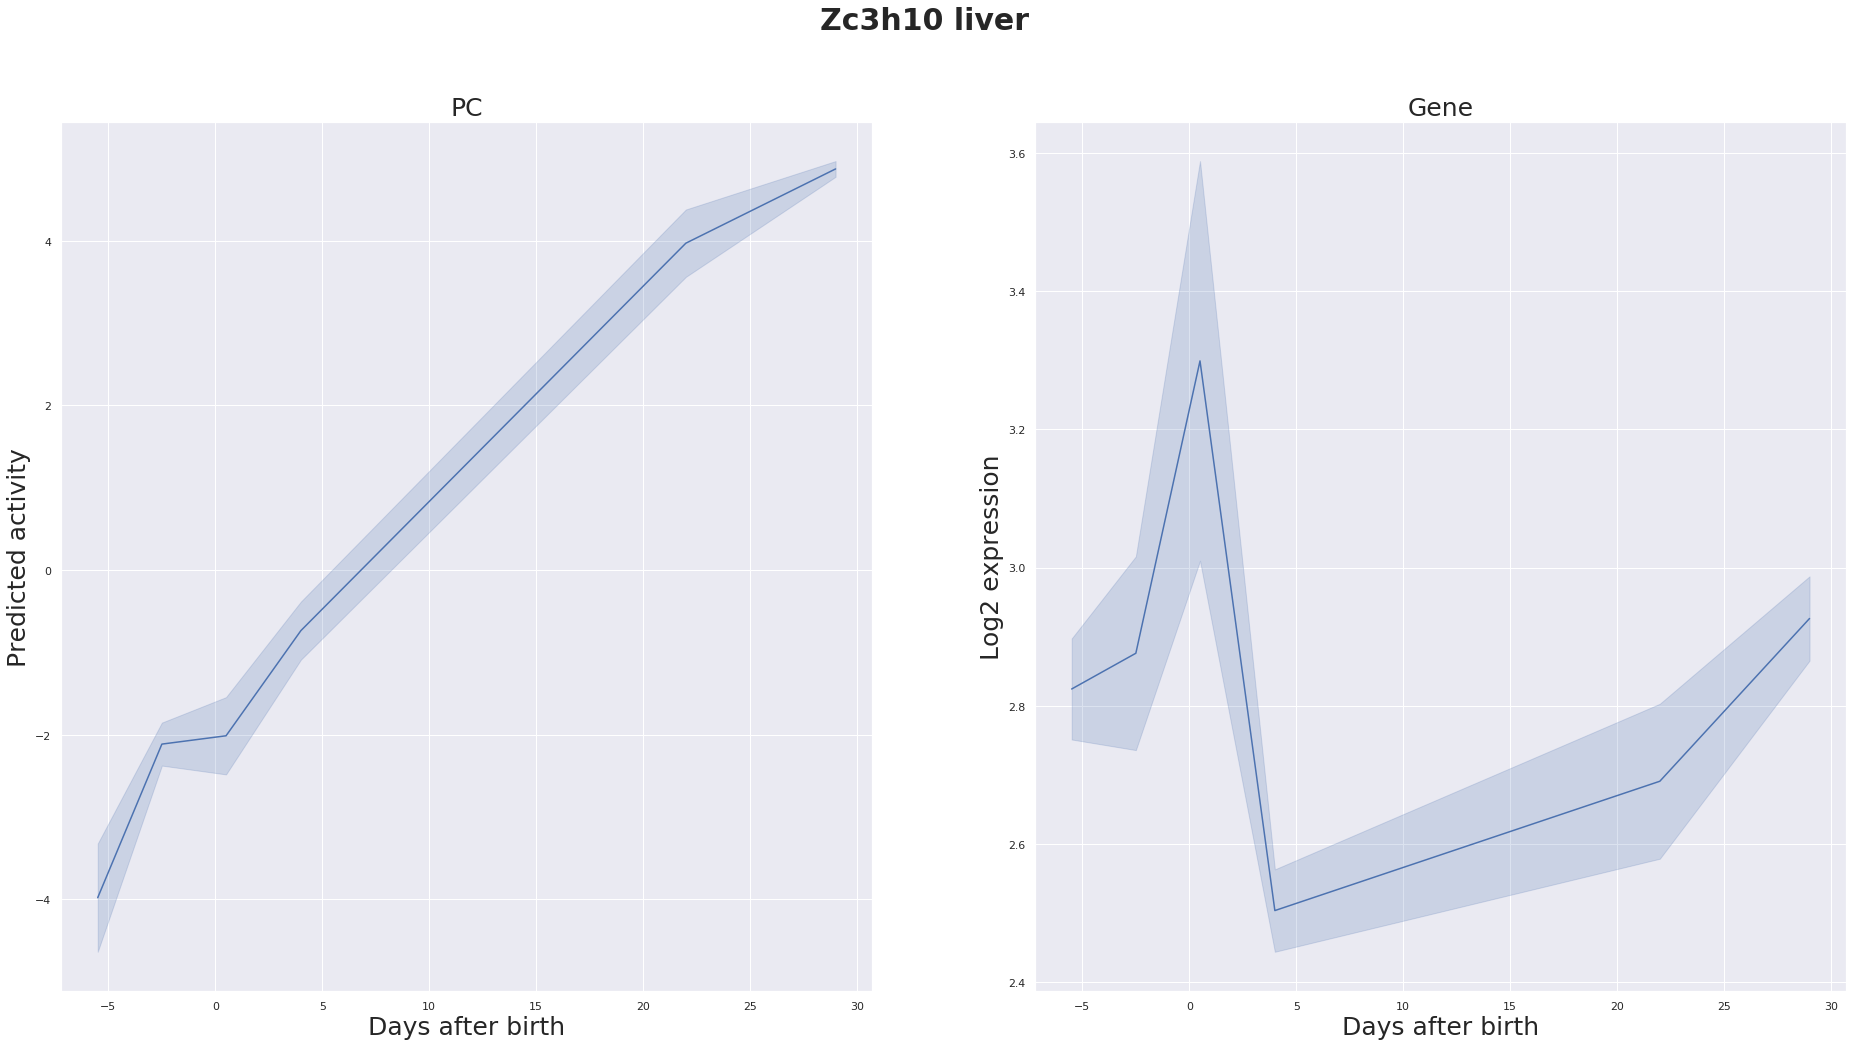 Zc3h10 liver
PC
Predicted activity
4
2
0
−2
−4
−5 0 5 10 15 20 25 30
Days after birth
Gene
Log2 expression
3.6
3.4
3.2
3.0
2.8
2.6
2.4
−5 0 5 10 15 20 25 30
Days after birth